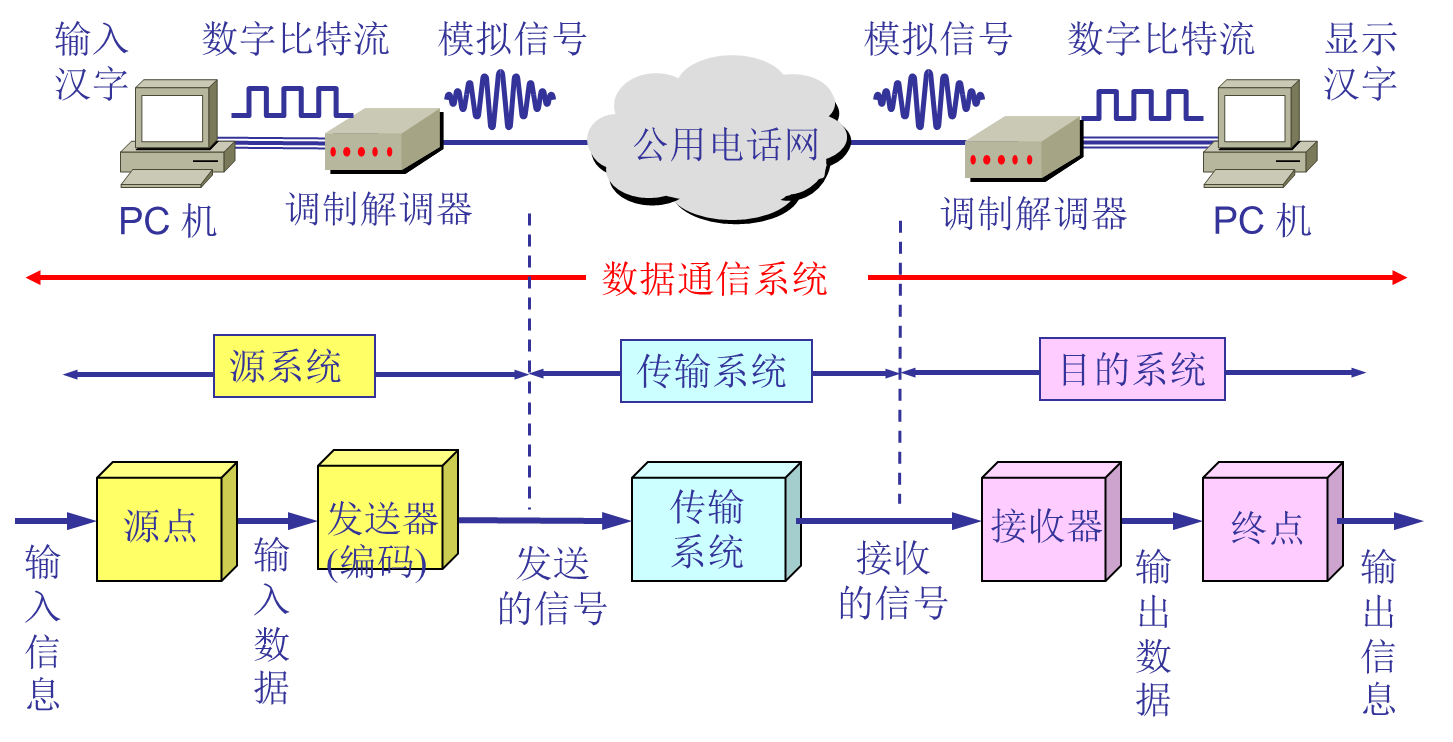 输入
汉字
数字比特流
模拟信号
模拟信号
数字比特流
显示
汉字
公用电话网
PC 机
调制解调器
调制解调器
PC 机
数据通信系统
源系统
传输系统
目的系统
源点
发送器
(编码)
传输
系统
接收器
终点
输入信息
输入数据
发送
的信号
接收
的信号
输出数据
输出信息